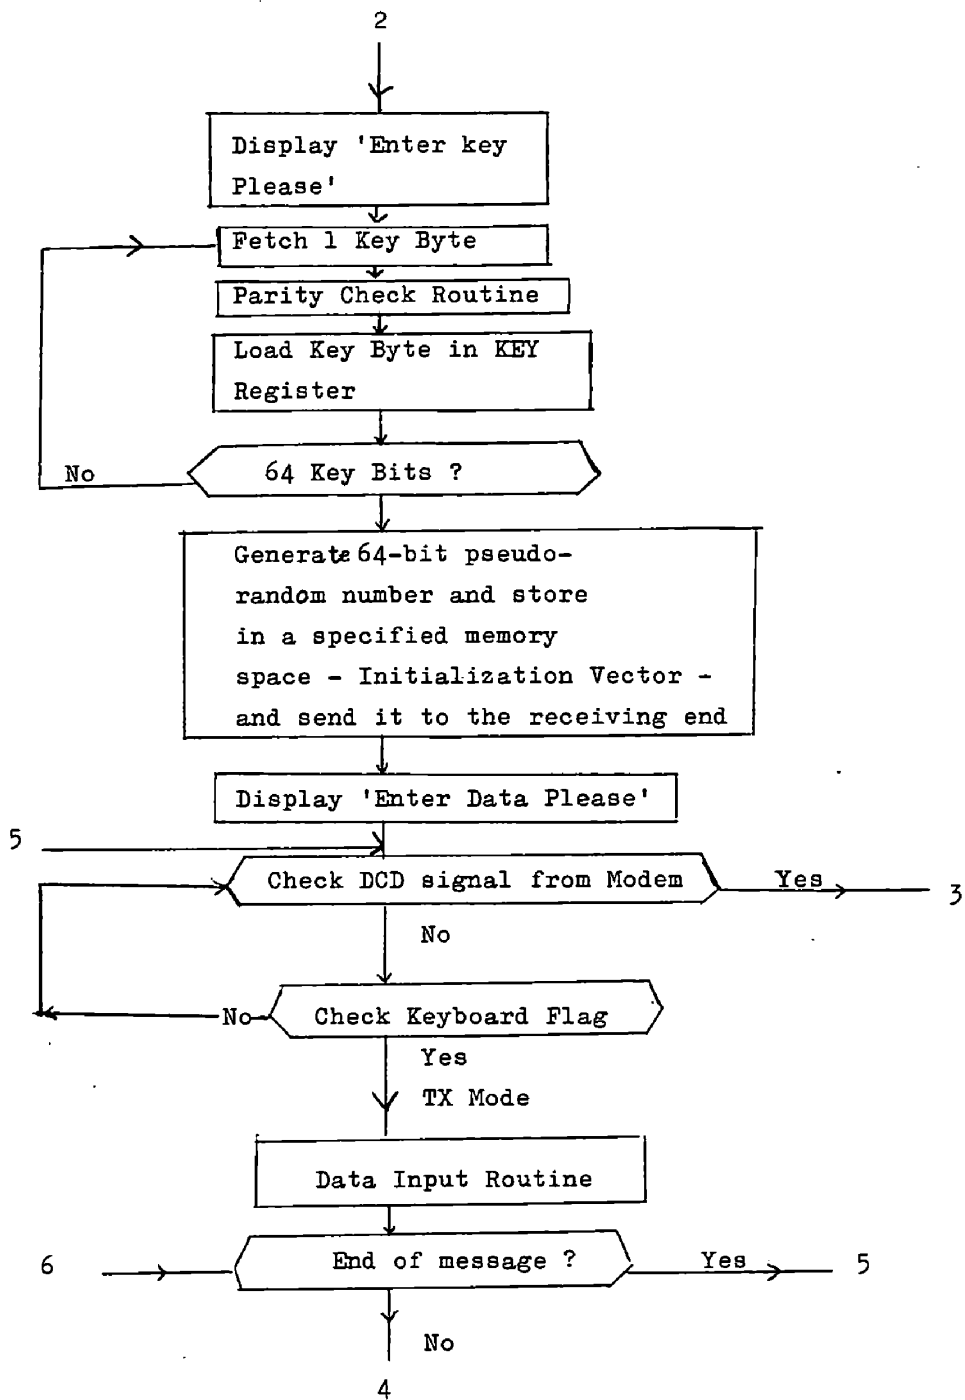 2
Display 'Enter key
Please'
Fetch 1 Key Byte
Parity Check Routine
Load Key Byte in KEY
Register
64 Key Bits ?
No
Generate 64-bit pseudo-
random number and store
in a specified memory
space - Initialization Vector -
and send it to the receiving end
Display 'Enter Data Please'
5
Check DCD signal from Modem
Yes
3
No
No
Check Keyboard Flag
Yes
TX Mode
Data Input Routine
6
End of message ?
Yes
5
No
4